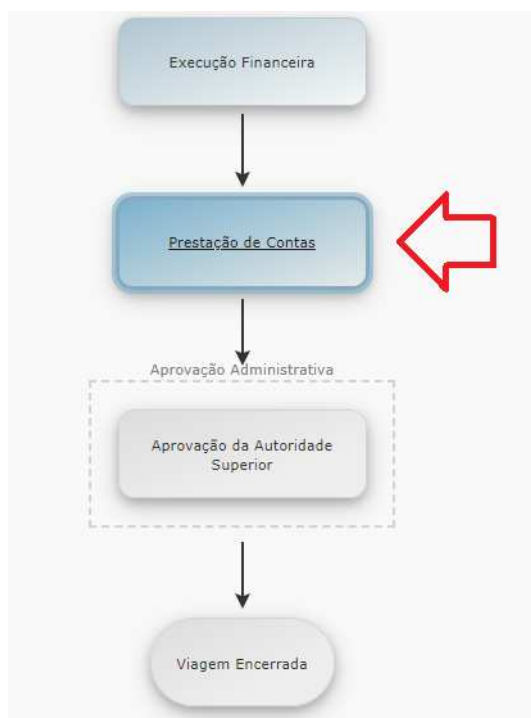 Execução Financeira
Prestação de Contas
Aprovação Administrativa
Aprovação da Autoridade
Superior
Viagem Encerrada